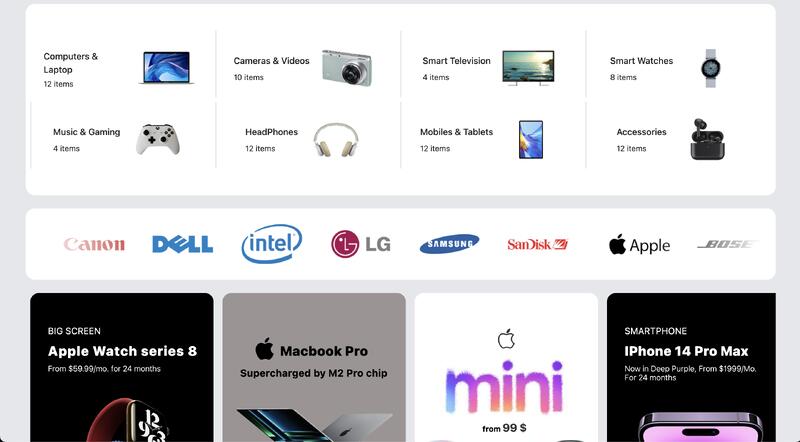 Computers &
Laptop
12 items
Cameras & Videos
10 items
Smart Television
4 items
Smart Watches
8 items
Music & Gaming
4 items
HeadPhones
12 items
Mobiles & Tablets
12 items
Accessories
12 items
Canon
DELL
intel
LG
SAMSUNG
SanDisk
Apple
BOSE
BIG SCREEN
Apple Watch series 8
From $59.99/mo. for 24 months
Macbook Pro
Supercharged by M2 Pro chip
mini
from 99 $
SMARTPHONE
IPhone 14 Pro Max
Now in Deep Purple, From $1999/Mo.
For 24 months